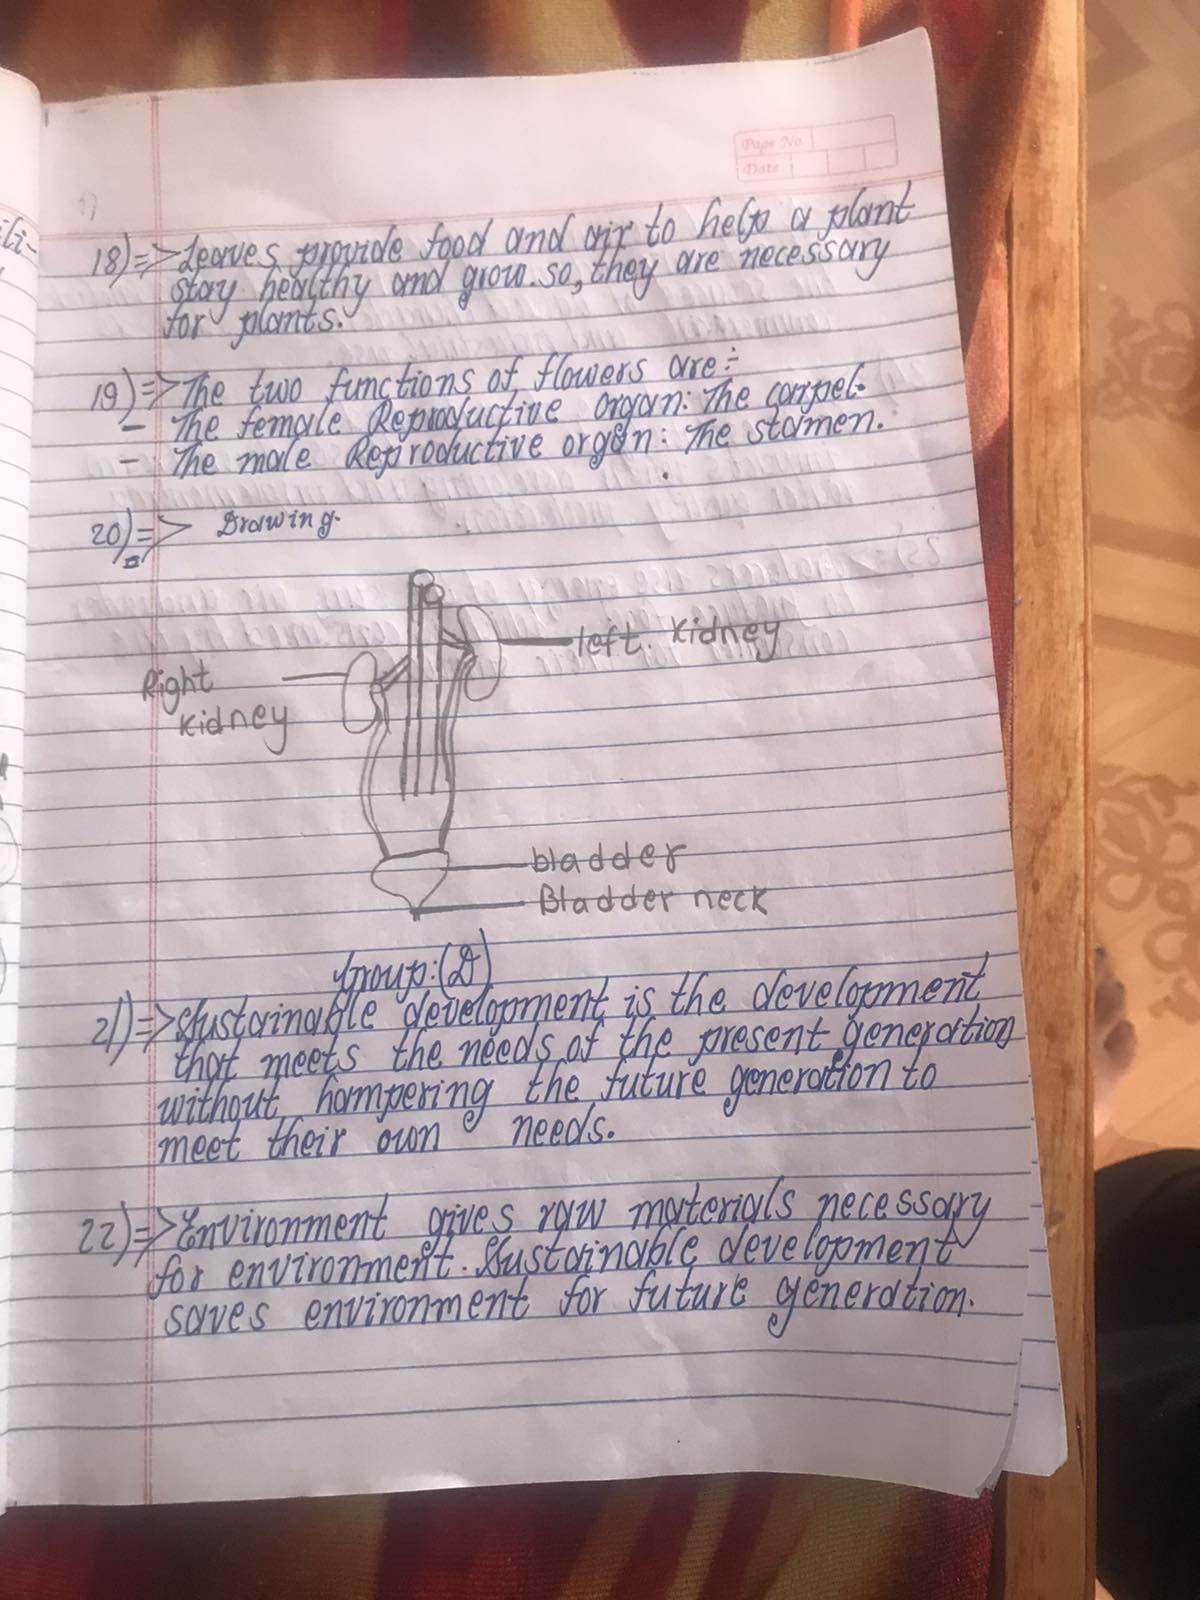 Page No.
Date
18)=> Leaves provide food and air to help a plant
stay healthy and grow. so, they are necessary
for plants.
19)=> The two functions of flowers are:-
- The female Reproductive organ: The carpel.
- The male Reproductive organ: The stamen.
20)=> Drawing.
left. kidney
Right
kidney
bladder
Bladder neck
Group:(D)
21)=> Sustainable development is the development
that meets the needs of the present generation
without hampering the future generation to
meet their own needs.
22)=> Environment gives raw materials necessary
for environment. Sustainable development
saves environment for future generation.